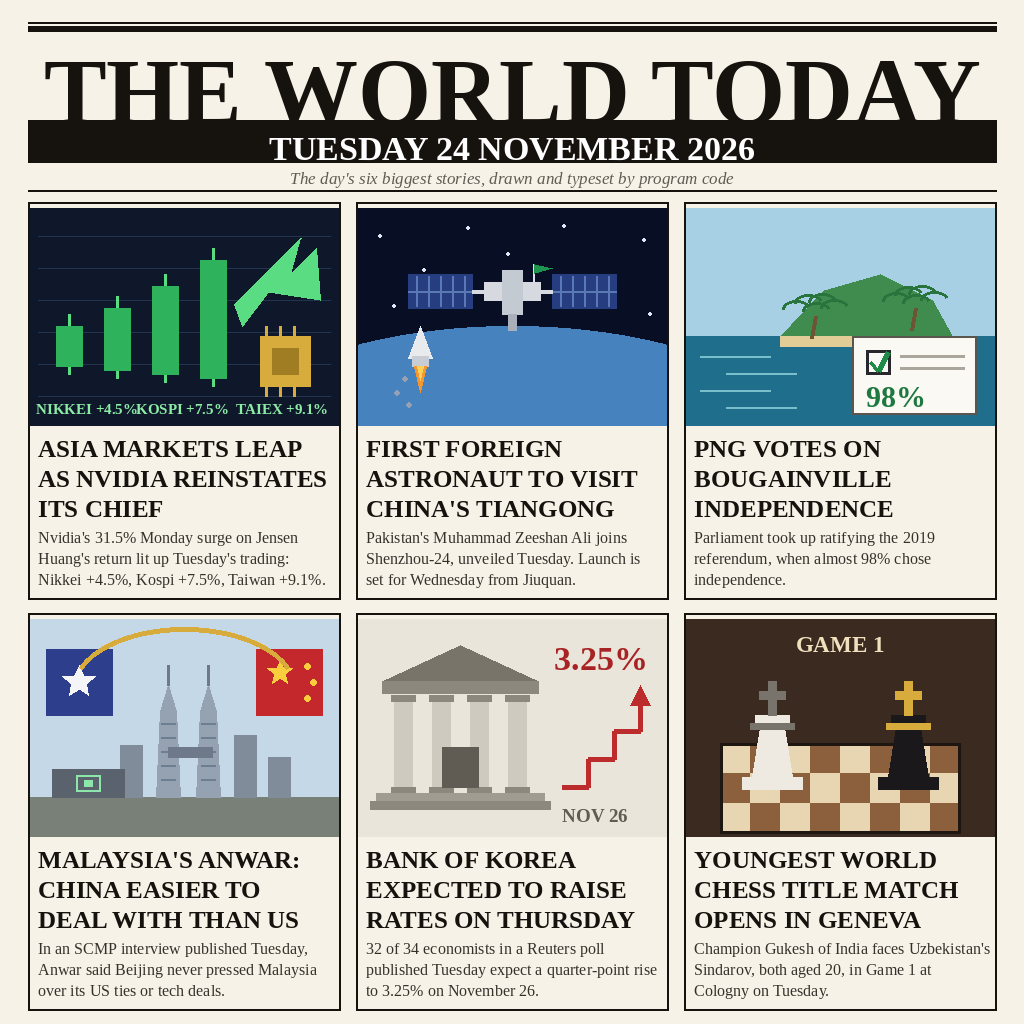 THE WORLD TODAY
TUESDAY 24 NOVEMBER 2026
The day's six biggest stories, drawn and typeset by program code
NIKKEI +4.5% KOSPI +7.5% TAIEX +9.1%
ASIA MARKETS LEAP
AS NVIDIA REINSTATES
ITS CHIEF
Nvidia's 31.5% Monday surge on Jensen
Huang's return lit up Tuesday's trading:
Nikkei +4.5%, Kospi +7.5%, Taiwan +9.1%.
FIRST FOREIGN
ASTRONAUT TO VISIT
CHINA'S TIANGONG
Pakistan's Muhammad Zeeshan Ali joins
Shenzhou-24, unveiled Tuesday. Launch is
set for Wednesday from Jiuquan.
98%
PNG VOTES ON
BOUGAINVILLE
INDEPENDENCE
Parliament took up ratifying the 2019
referendum, when almost 98% chose
independence.
MALAYSIA'S ANWAR:
CHINA EASIER TO
DEAL WITH THAN US
In an SCMP interview published Tuesday,
Anwar said Beijing never pressed Malaysia
over its US ties or tech deals.
3.25%
NOV 26
BANK OF KOREA
EXPECTED TO RAISE
RATES ON THURSDAY
32 of 34 economists in a Reuters poll
published Tuesday expect a quarter-point rise
to 3.25% on November 26.
GAME 1
YOUNGEST WORLD
CHESS TITLE MATCH
OPENS IN GENEVA
Champion Gukesh of India faces Uzbekistan's
Sindarov, both aged 20, in Game 1 at
Cologny on Tuesday.